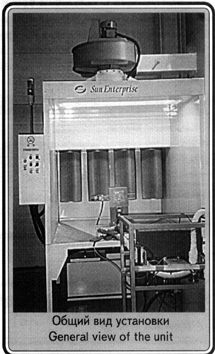 Sun Enterprise
Общий вид установки
General view of the unit